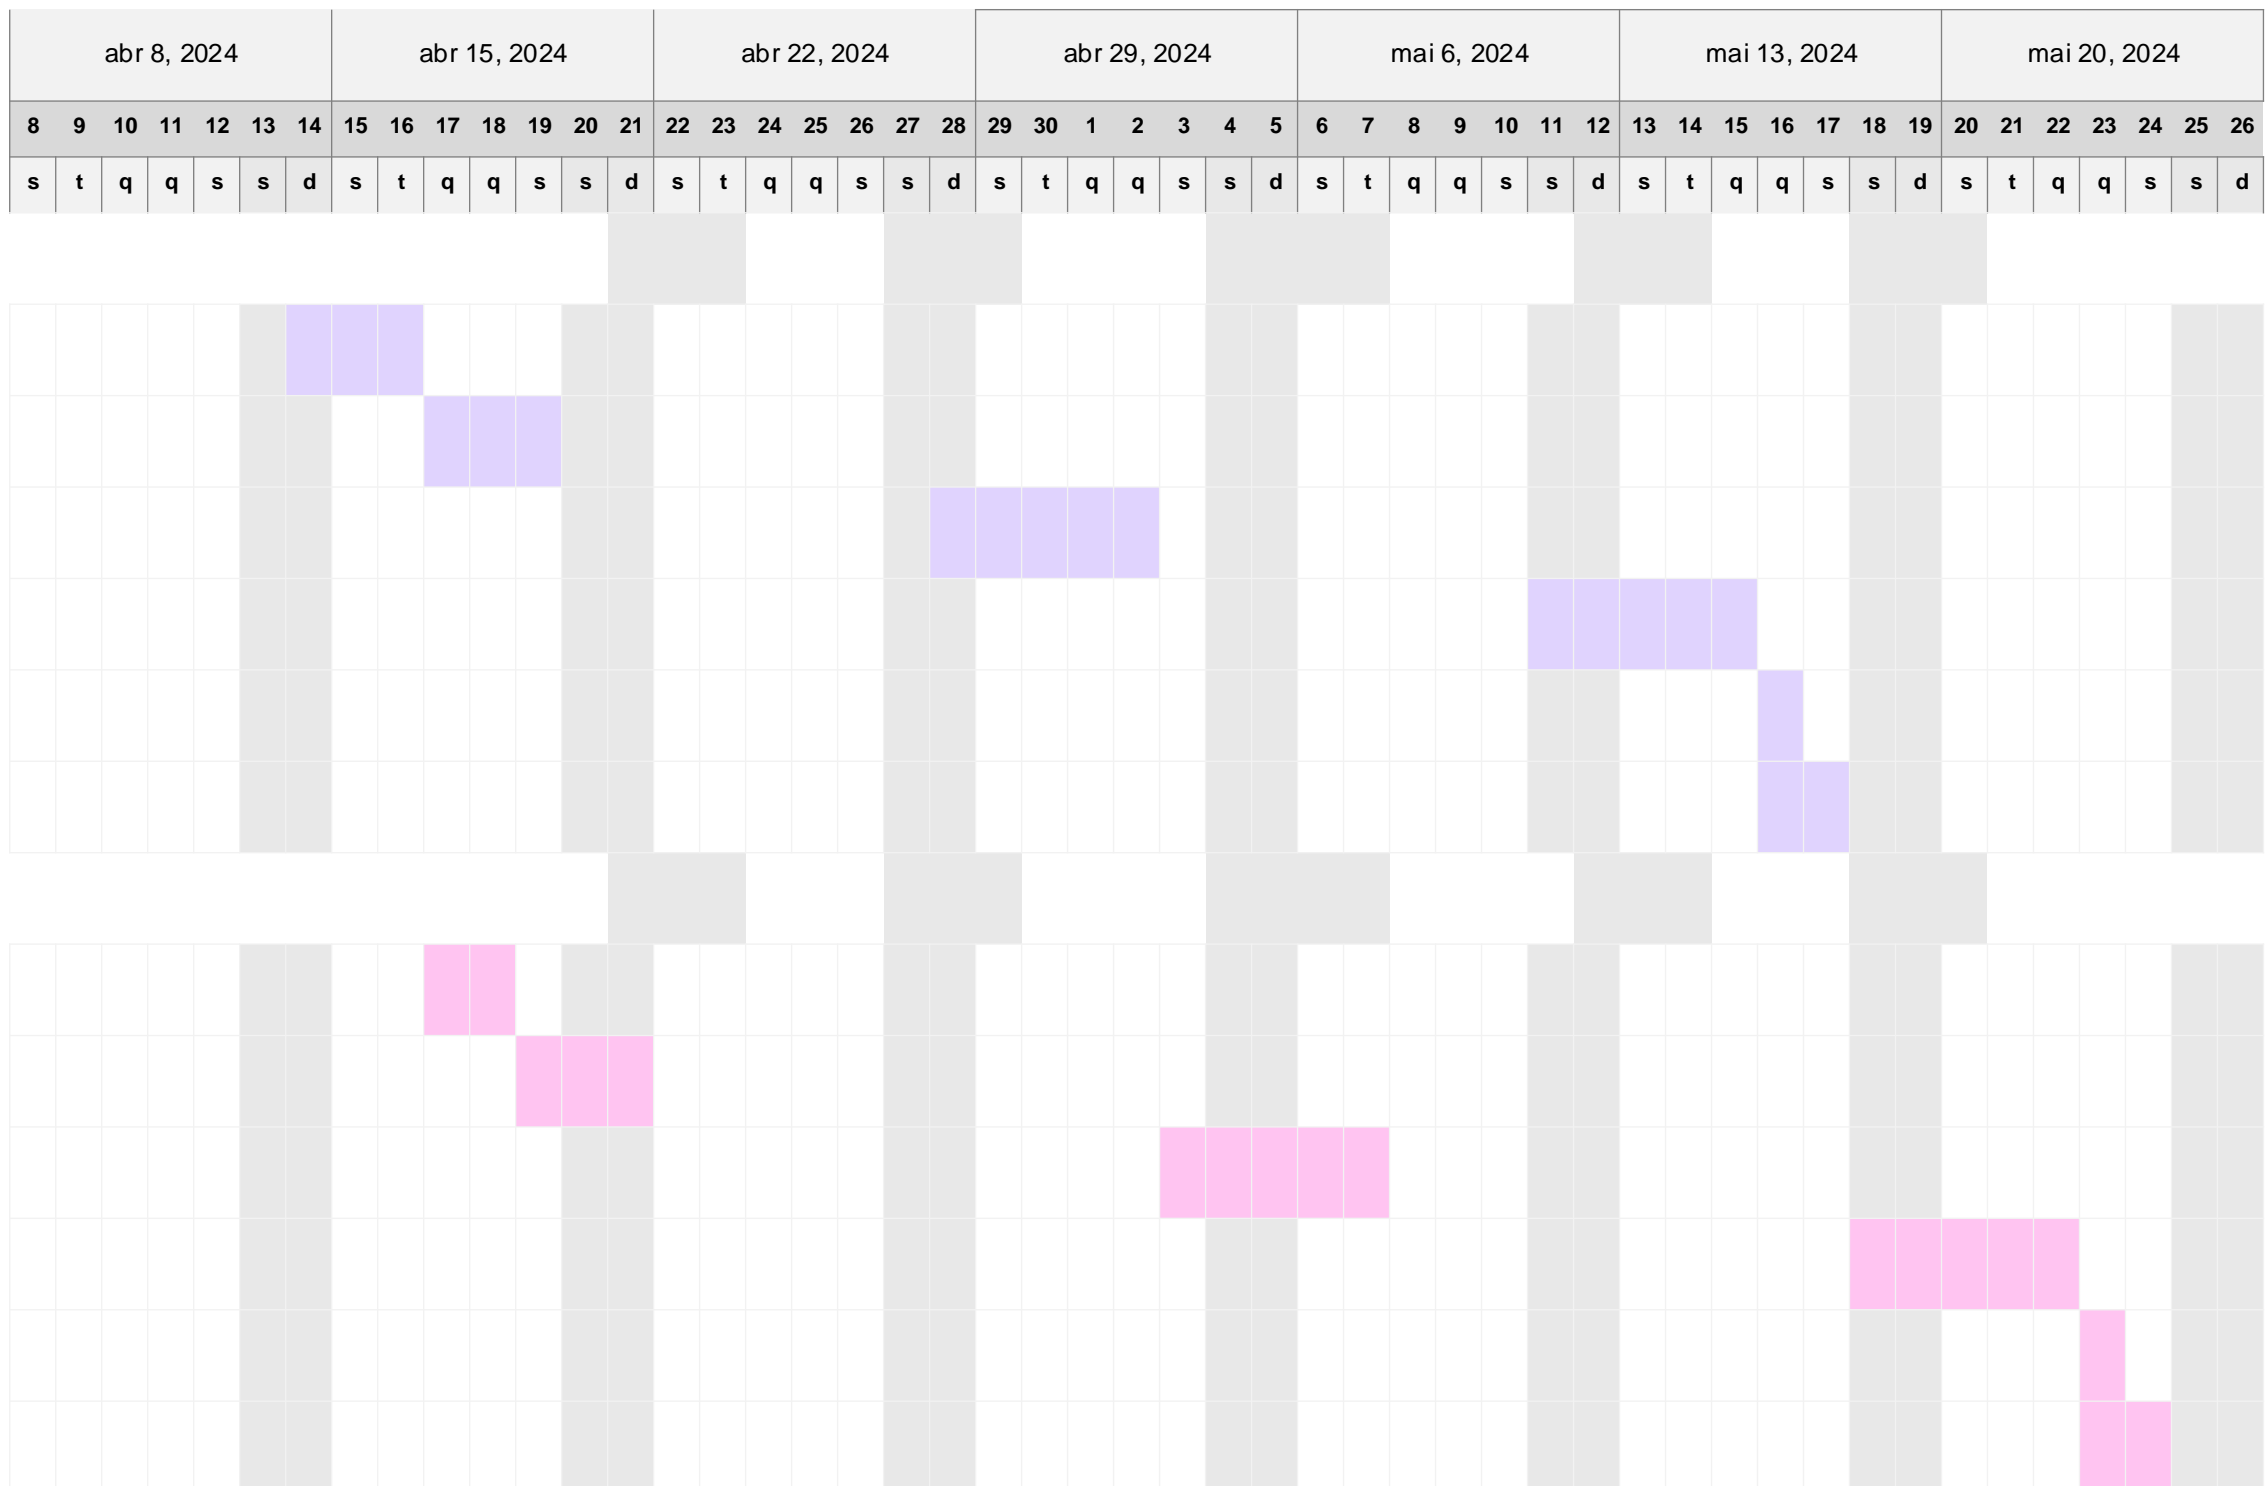 abr 8, 2024 abr 15, 2024 abr 22, 2024 abr 29, 2024 mai 6, 2024 mai 13, 2024 mai 20, 2024
8 9 10 11 12 13 14 15 16 17 18 19 20 21 22 23 24 25 26 27 28 29 30 1 2 3 4 5 6 7 8 9 10 11 12 13 14 15 16 17 18 19 20 21 22 23 24 25 26
s t q q s s d s t q q s s d s t q q s s d s t q q s s d s t q q s s d s t q q s s d s t q q s s d